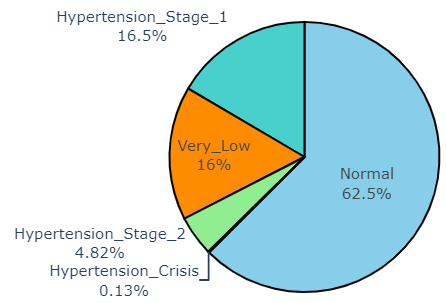 Hypertension_Stage_1
16.5%
Very_Low
16%
Normal
62.5%
Hypertension_Stage_2
4.82%
Hypertension_Crisis
0.13%